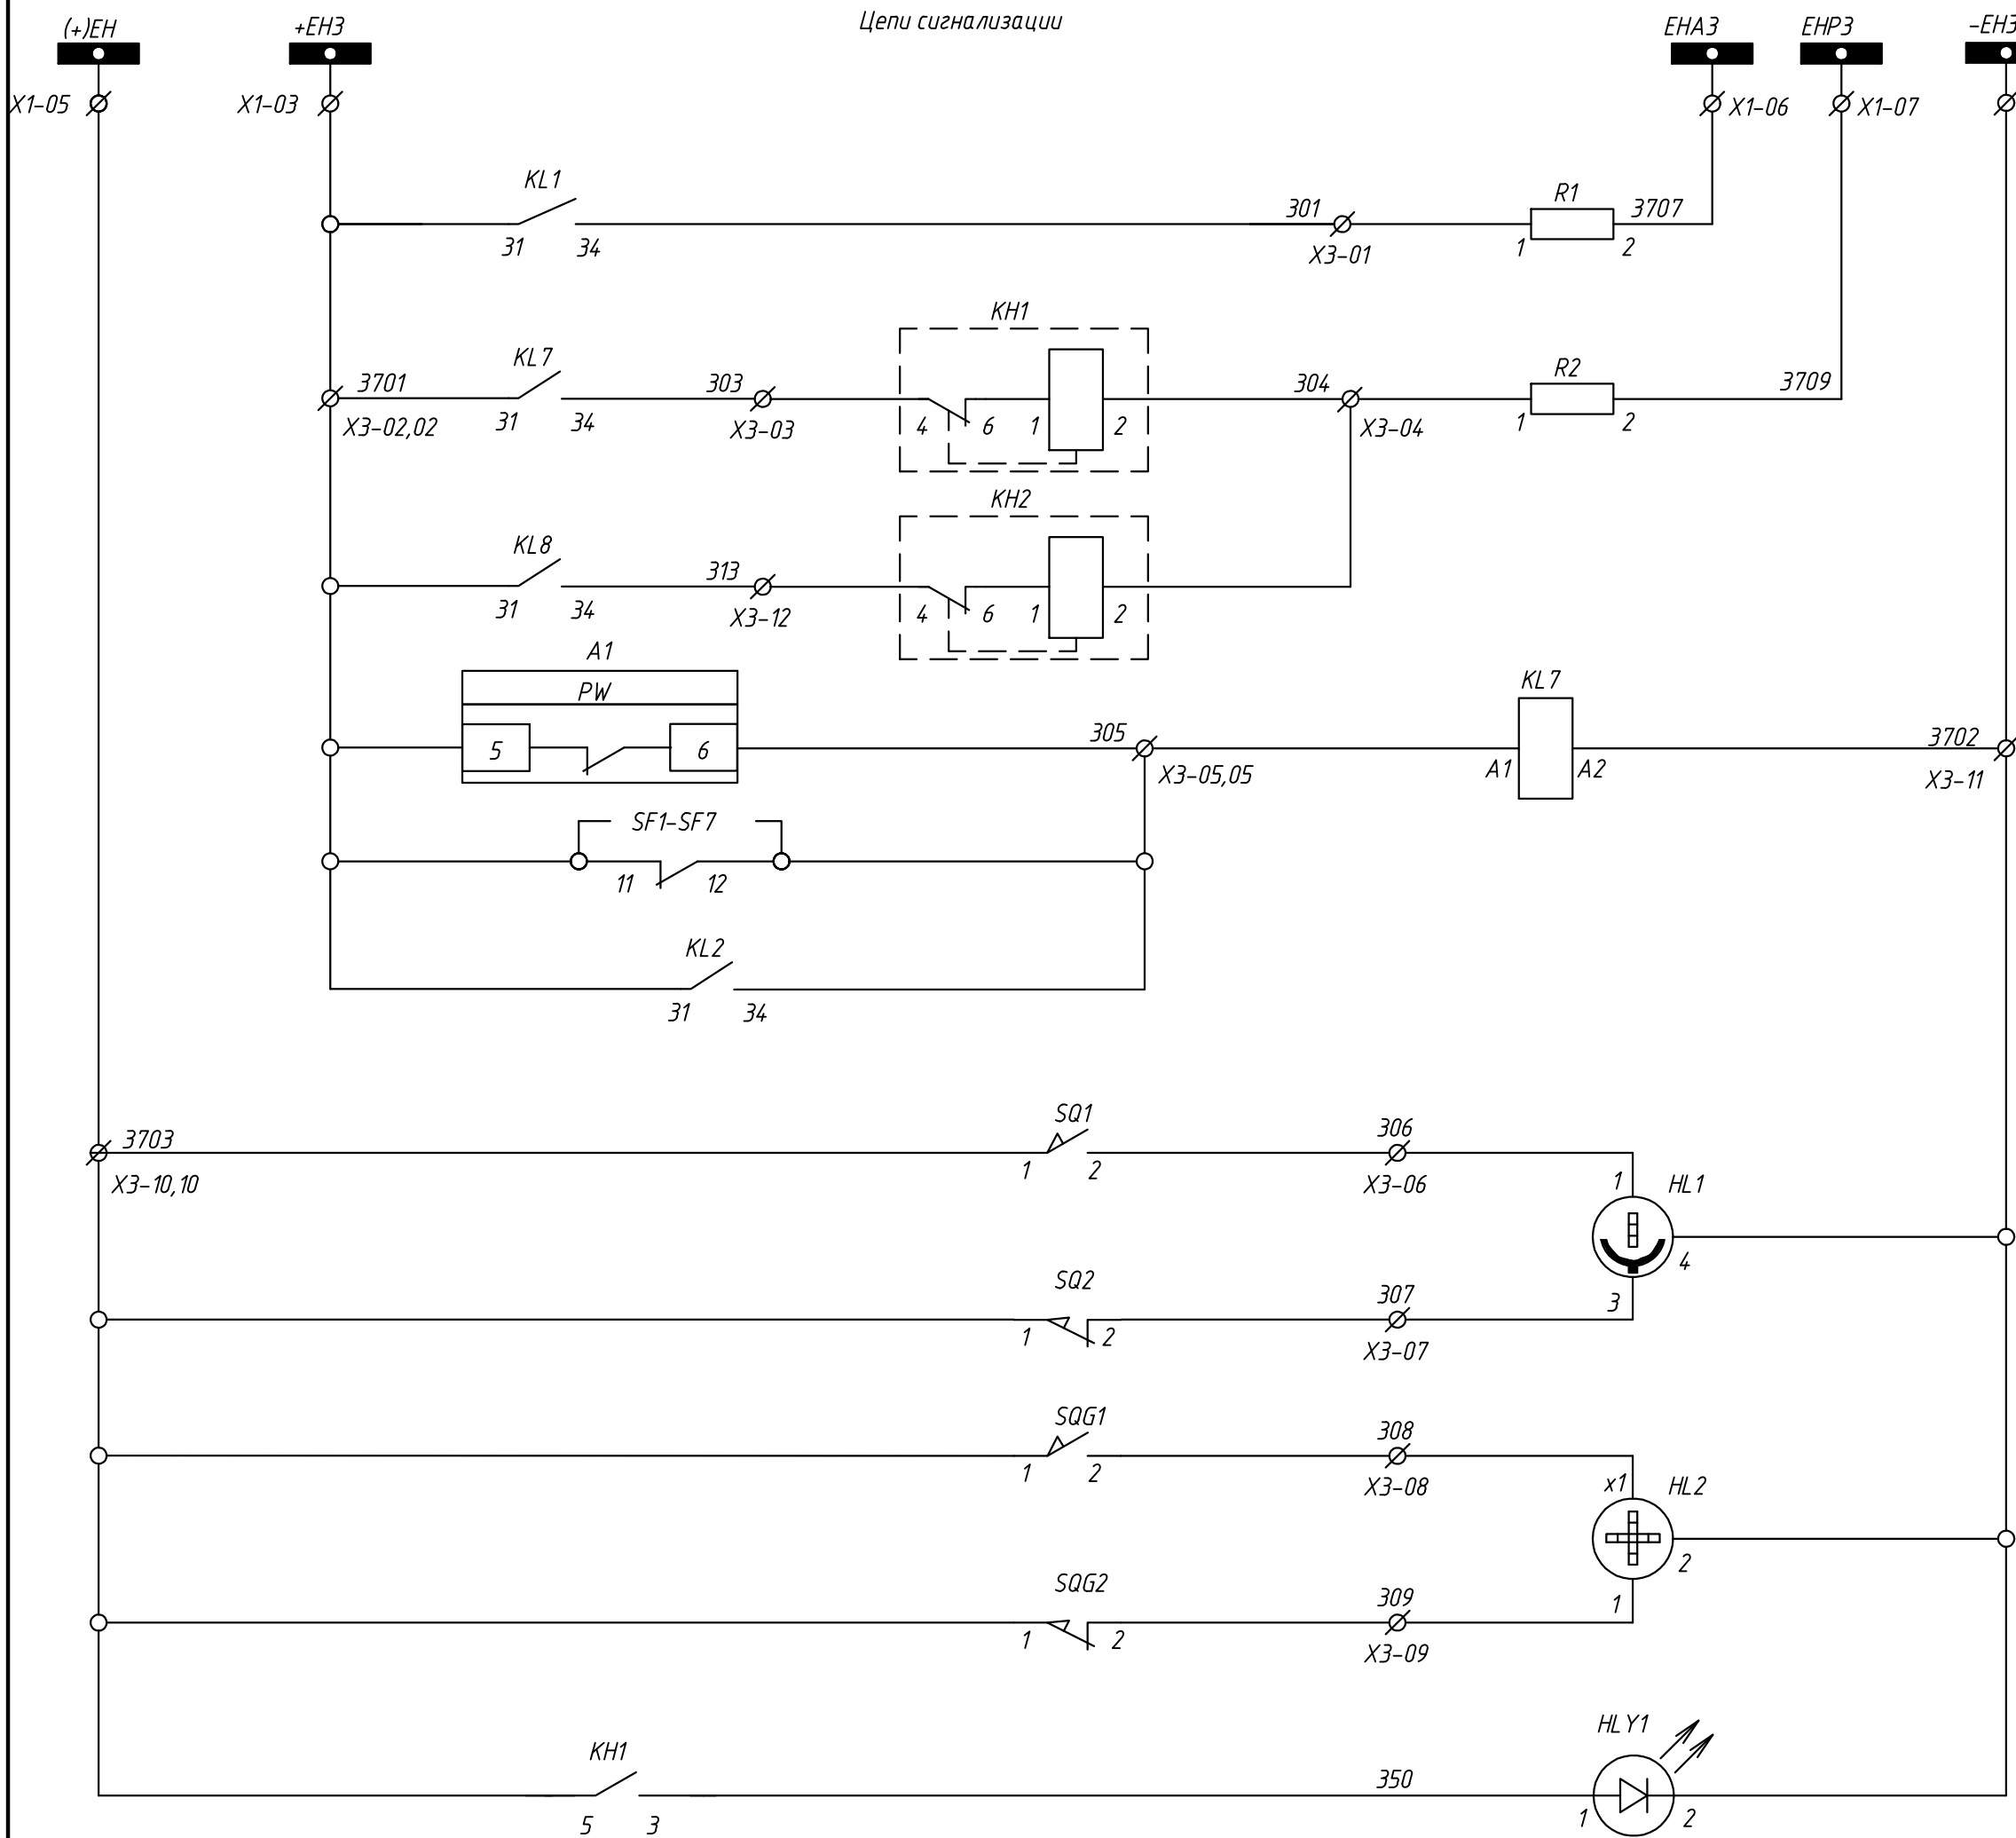 Цепи сигнализации
(+)ЕН
+ЕН3
ЕНА3
ЕНР3
-ЕН3
X1-05
X1-03
X1-06
X1-07
KL1
31
34
301
X3-01
R1
1
2
3707
KH1
3701
X3-02,02
KL7
31
34
303
X3-03
4
6
1
2
304
X3-04
R2
1
2
3709
KH2
KL8
31
34
313
X3-12
4
6
1
2
A1
PW
5
6
305
X3-05,05
KL7
A1
A2
3702
X3-11
SF1-SF7
11
12
KL2
31
34
3703
X3-10,10
SQ1
1
2
306
X3-06
1
HL1
4
SQ2
1
2
307
X3-07
3
SQG1
1
2
308
X3-08
x1
HL2
2
SQG2
1
2
309
X3-09
1
KH1
5
3
350
HLY1
1
2